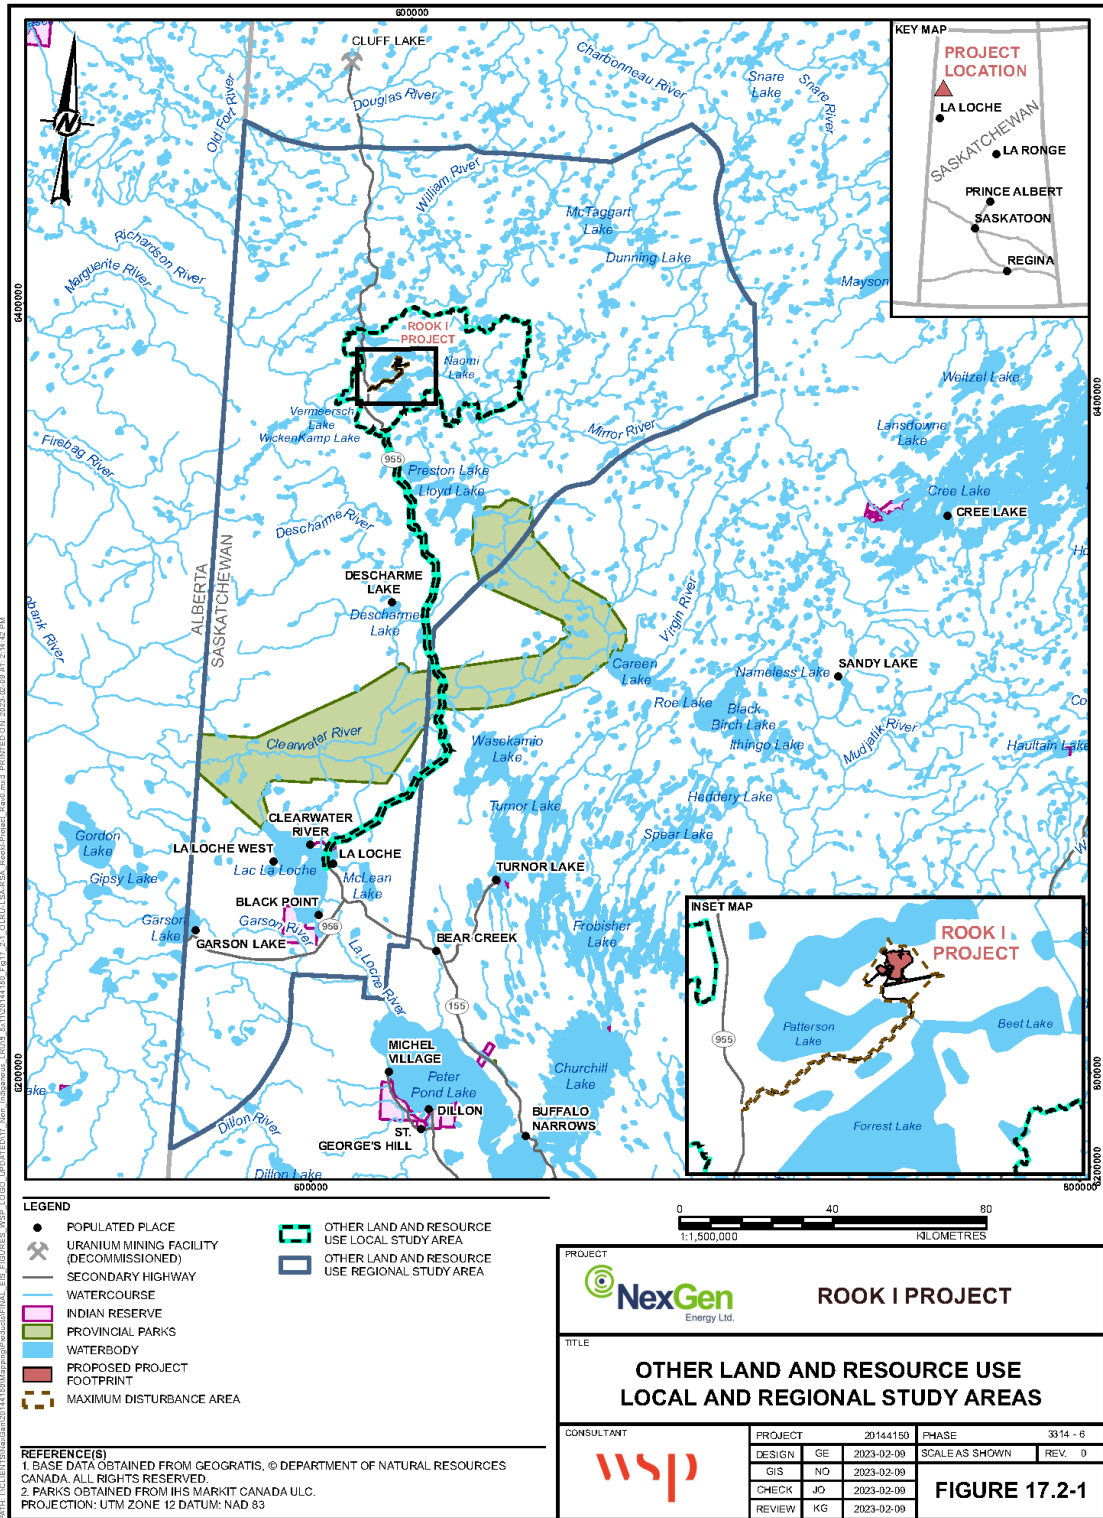 600000
CLUFF LAKE
Douglas River
Old Fort River
Charbonneau River
Snare
Lake
Snare River
KEY MAP
PROJECT
LOCATION
LA LOCHE
SASKATCHEWAN
LA RONGE
PRINCE ALBERT
SASKATOON
REGINA
N
William River
McTaggart
Lake
Dunning Lake
Mayson
Richardson River
Marguerite River
6400000
ROOK I
PROJECT
Naomi
Lake
Weitzel Lake
6400000
Vermeersch
Lake
WickenKamp Lake
Mirror River
Lansdowne
Lake
Firebag River
955
Preston Lake
Lloyd Lake
Cree Lake
CREE LAKE
Descharme River
ALBERTA
SASKATCHEWAN
DESCHARME
LAKE
Descharme
Lake
Virgin River
Careen
Lake
Nameless Lake
SANDY LAKE
Roe Lake
Black
Birch Lake
Ithingo Lake
Mudjatik River
Haultain Lake
Clearwater River
Wasekamio
Lake
Heddery Lake
Turnor Lake
Spear Lake
Gordon
Lake
Gipsy Lake
CLEARWATER
RIVER
LA LOCHE WEST
LA LOCHE
Lac La Loche
McLean
Lake
TURNOR LAKE
BLACK POINT
Garson
Lake
Garson River
956
GARSON LAKE
La Loche River
BEAR CREEK
Frobisher
Lake
155
INSET MAP
ROOK I
PROJECT
955
Patterson
Lake
Beet Lake
Forrest Lake
MICHEL
VILLAGE
Peter
Pond Lake
Churchill
Lake
DILLON
ST.
GEORGE'S HILL
BUFFALO
NARROWS
Dillon River
Dillon Lake
6200000
600000
LEGEND
POPULATED PLACE
URANIUM MINING FACILITY
(DECOMMISSIONED)
SECONDARY HIGHWAY
WATERCOURSE
INDIAN RESERVE
PROVINCIAL PARKS
WATERBODY
PROPOSED PROJECT
FOOTPRINT
MAXIMUM DISTURBANCE AREA
OTHER LAND AND RESOURCE
USE LOCAL STUDY AREA
OTHER LAND AND RESOURCE
USE REGIONAL STUDY AREA
0 40 80
1:1,500,000 KILOMETRES
REFERENCE(S)
1. BASE DATA OBTAINED FROM GEOGRATIS, © DEPARTMENT OF NATURAL RESOURCES
CANADA. ALL RIGHTS RESERVED.
2. PARKS OBTAINED FROM IHS MARKIT CANADA ULC.
PROJECTION: UTM ZONE 12 DATUM: NAD 83
PROJECT
NexGen
Energy Ltd.
ROOK I PROJECT
TITLE
OTHER LAND AND RESOURCE USE
LOCAL AND REGIONAL STUDY AREAS
CONSULTANT
wsp
PROJECT 20144150 PHASE 3314 - 6
DESIGN GE 2023-02-09 SCALE AS SHOWN REV. 0
GIS NO 2023-02-09
CHECK JO 2023-02-09
REVIEW KG 2023-02-09
FIGURE 17.2-1